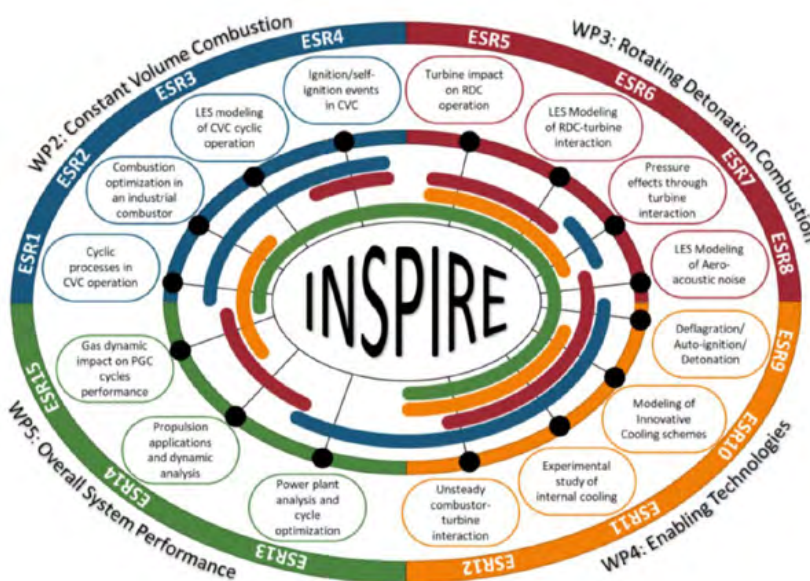 WP2: Constant Volume Combustion
WP3: Rotating Detonation Combustion
WP4: Enabling Technologies
WP5: Overall System Performance
ESR1
ESR2
ESR3
ESR4
ESR5
ESR6
ESR7
ESR8
ESR9
ESR10
ESR11
ESR12
ESR13
ESR14
ESR15
Cyclic
processes in
CVC operation
Combustion
optimization in
an industrial
combustor
LES modeling
of CVC cyclic
operation
Ignition/self-
ignition events
in CVC
Turbine impact
on RDC
operation
LES Modeling
of RDC-turbine
interaction
Pressure
effects through
turbine
interaction
LES Modeling
of Aero-
acoustic noise
Deflagration/
Auto-ignition/
Detonation
Modeling of
Innovative
Cooling schemes
Experimental
study of
internal cooling
Unsteady
combustor-
turbine
interaction
Power plant
analysis and
cycle
optimization
Propulsion
applications
and dynamic
analysis
Gas dynamic
impact on PGC
cycles
performance
INSPIRE